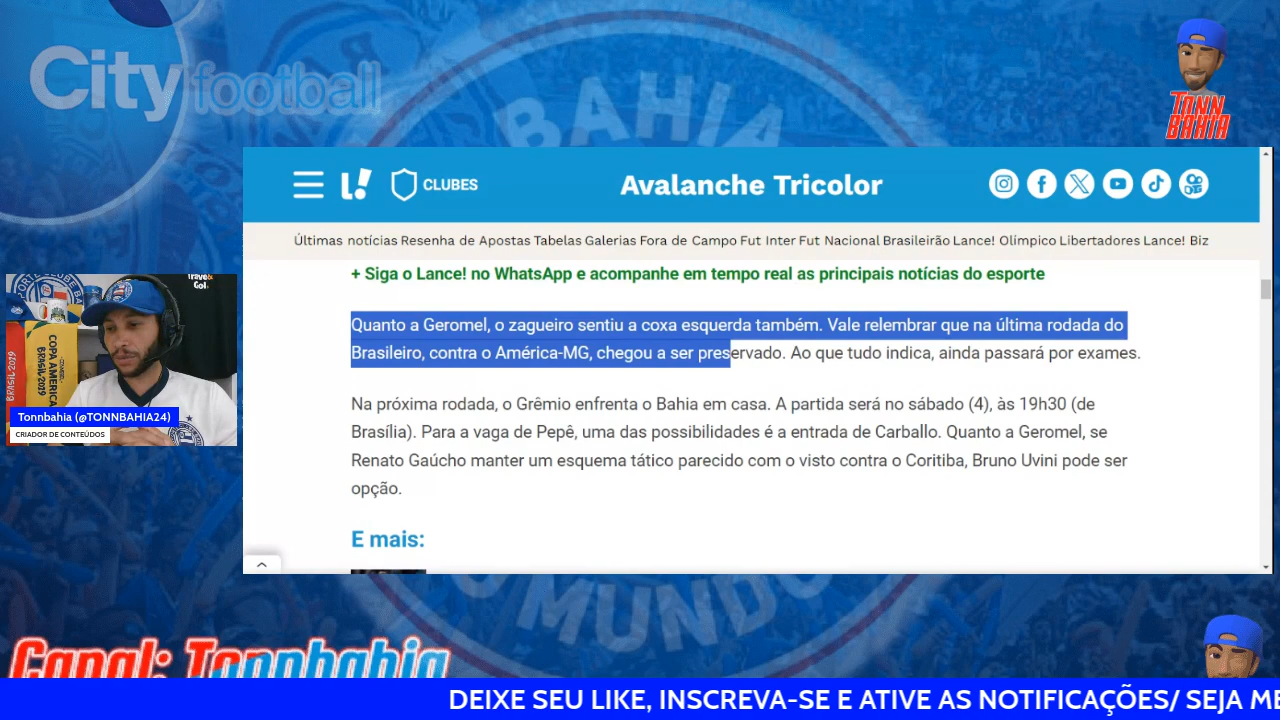 City football
BAHIA
TONN
BAHIA
L!
CLUBES
Avalanche Tricolor
Últimas notícias Resenha de Apostas Tabelas Galerias Fora de Campo Fut Inter Fut Nacional Brasileirão Lance! Olímpico Libertadores Lance! Biz
+ Siga o Lance! no WhatsApp e acompanhe em tempo real as principais notícias do esporte
Quanto a Geromel, o zagueiro sentiu a coxa esquerda também. Vale relembrar que na última rodada do
Brasileiro, contra o América-MG, chegou a ser preservado. Ao que tudo indica, ainda passará por exames.
Na próxima rodada, o Grêmio enfrenta o Bahia em casa. A partida será no sábado (4), às 19h30 (de
Brasília). Para a vaga de Pepê, uma das possibilidades é a entrada de Carballo. Quanto a Geromel, se
Renato Gaúcho manter um esquema tático parecido com o visto contra o Coritiba, Bruno Uvini pode ser
opção.
E mais:
COPA AMERICA
BRASIL 2019
BRASIL 2019
Gol.
Tonnbahia (@TONNBAHIA24)
CRIADOR DE CONTEÚDOS
O MUNDO
Canal: Tonnbahia
DEIXE SEU LIKE, INSCREVA-SE E ATIVE AS NOTIFICAÇÕES/ SEJA ME